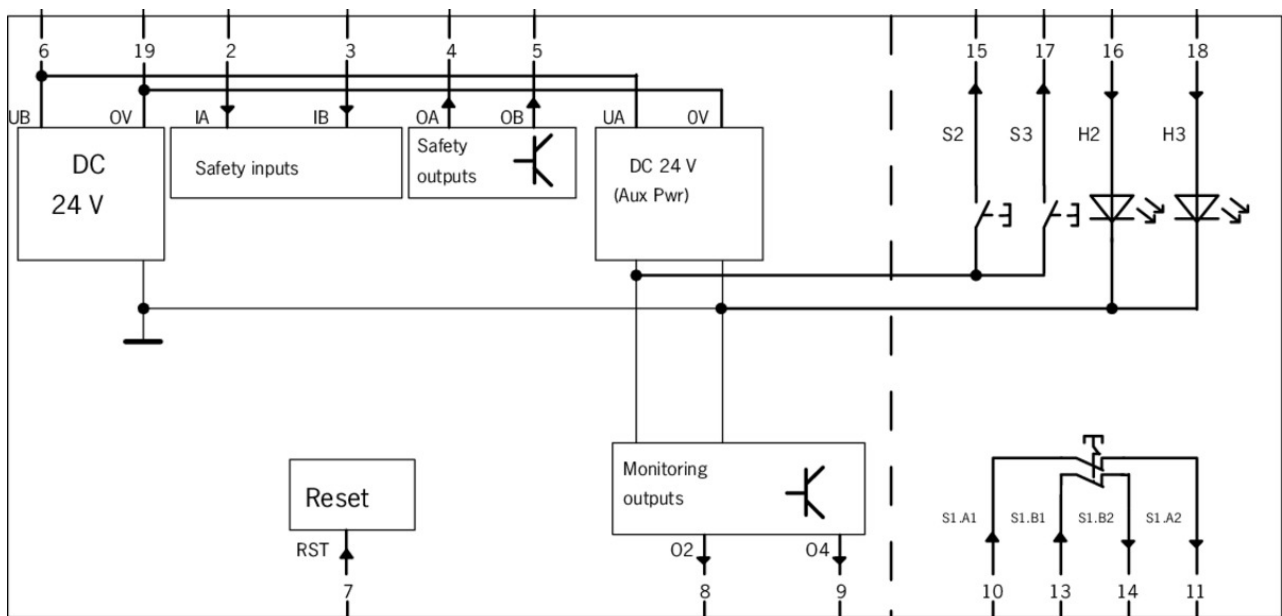 6 19 2 3 4 5 15 17 16 18
UB OV IA IB OA OB UA OV
DC
24 V
Safety inputs
Safety
outputs
DC 24 V
(Aux Pwr)
S2 S3 H2 H3
Monitoring
outputs
Reset
S1.A1 S1.B1 S1.B2 S1.A2
RST O2 O4
7 8 9 10 13 14 11